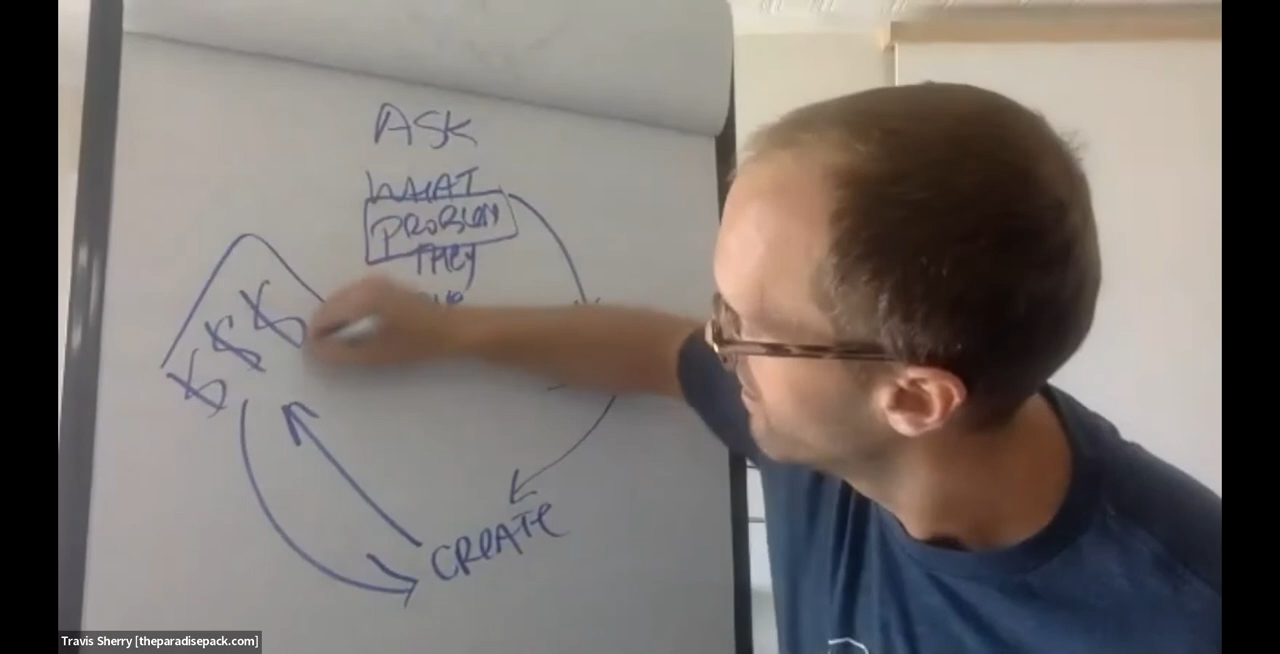 ASK
WHAT
PROBLEM
THEY
$$$
CREATE
Travis Sherry [theparadisepack.com]